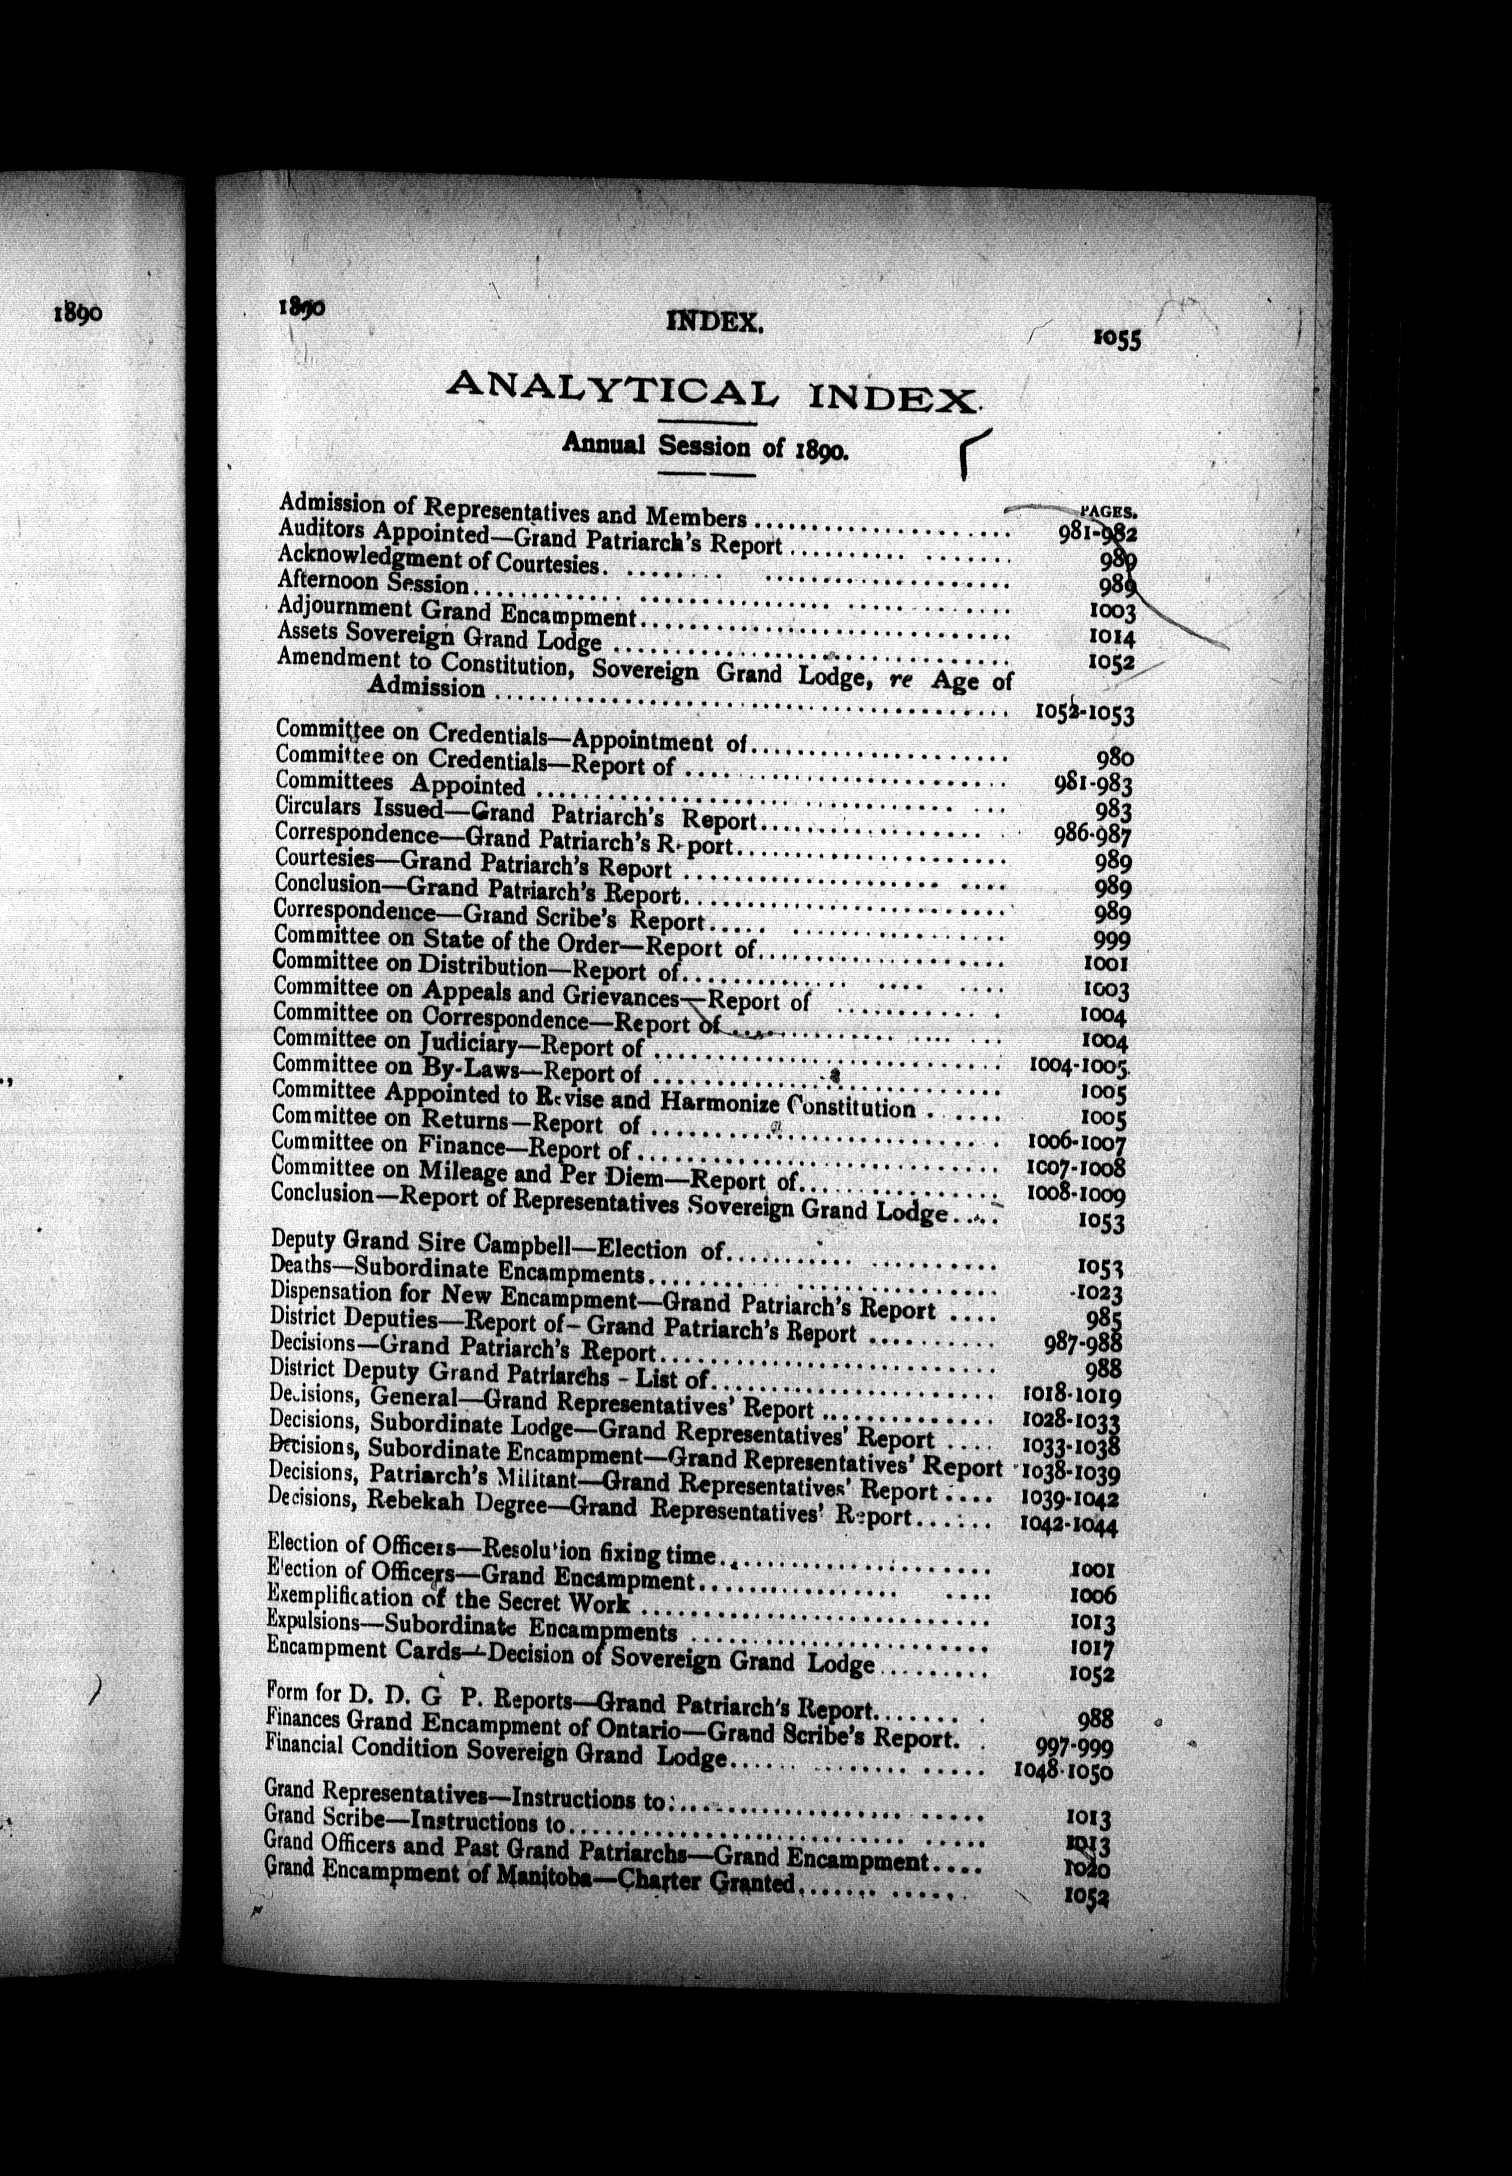 1890
1890
INDEX.
1055
ANALYTICAL INDEX.
Annual Session of 1890.
PAGES.
Admission of Representatives and Members .................... 981-982
Auditors Appointed—Grand Patriarch's Report .................... 989
Acknowledgment of Courtesies. .................... 989
Afternoon Session .................... 1003
Adjournment Grand Encampment .................... 1014
Assets Sovereign Grand Lodge .................... 1052
Amendment to Constitution, Sovereign Grand Lodge, re Age of
Admission .................... 1052-1053
Committee on Credentials—Appointment of .................... 980
Committee on Credentials—Report of .................... 981-983
Committees Appointed .................... 983
Circulars Issued—Grand Patriarch's Report .................... 986-987
Correspondence—Grand Patriarch's R-port .................... 989
Courtesies—Grand Patriarch's Report .................... 989
Conclusion—Grand Patriarch's Report .................... 989
Correspondence—Grand Scribe's Report .................... 999
Committee on State of the Order—Report of .................... 1001
Committee on Distribution—Report of .................... 1003
Committee on Appeals and Grievances—Report of .................... 1004
Committee on Correspondence—Report of .................... 1004
Committee on Judiciary—Report of .................... 1004-1005
Committee on By-Laws—Report of .................... 1005
Committee Appointed to Revise and Harmonize Constitution ...... 1005
Committee on Returns—Report of .................... 1006-1007
Committee on Finance—Report of .................... 1007-1008
Committee on Mileage and Per Diem—Report of .................... 1008-1009
Conclusion—Report of Representatives Sovereign Grand Lodge ..... 1053
Deputy Grand Sire Campbell—Election of .................... 1053
Deaths—Subordinate Encampments .................... 1023
Dispensation for New Encampment—Grand Patriarch's Report .... 985
District Deputies—Report of—Grand Patriarch's Report .......... 987-988
Decisions—Grand Patriarch's Report .................... 988
District Deputy Grand Patriarchs - List of .................... 1018-1019
Decisions, General—Grand Representatives' Report .............. 1028-1033
Decisions, Subordinate Lodge—Grand Representatives' Report .... 1033-1038
Decisions, Subordinate Encampment—Grand Representatives' Report 1038-1039
Decisions, Patriarch's Militant—Grand Representatives' Report .... 1039-1042
Decisions, Rebekah Degree—Grand Representatives' Report ...... 1042-1044
Election of Officers—Resolution fixing time .................... 1001
Election of Officers—Grand Encampment .................... 1006
Exemplification of the Secret Work .................... 1013
Expulsions—Subordinate Encampments .................... 1017
Encampment Cards—Decision of Sovereign Grand Lodge ......... 1052
Form for D. D. G P. Reports—Grand Patriarch's Report ....... 988
Finances Grand Encampment of Ontario—Grand Scribe's Report. . 997-999
Financial Condition Sovereign Grand Lodge .................... 1048-1050
Grand Representatives—Instructions to .................... 1013
Grand Scribe—Instructions to .................... 1013
Grand Officers and Past Grand Patriarchs—Grand Encampment .... 1020
Grand Encampment of Manitoba—Charter Granted .............. 1052